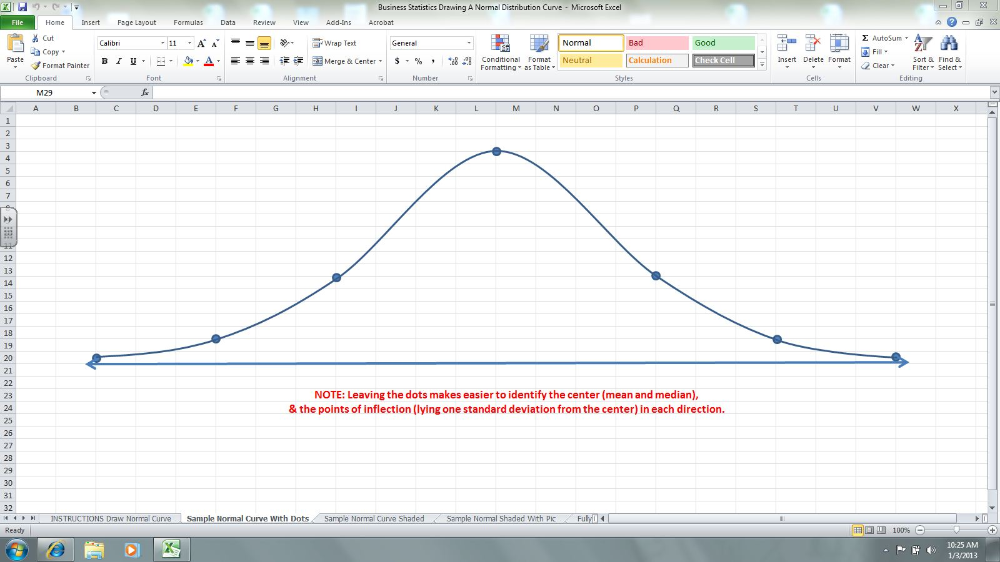 Business Statistics Drawing A Normal Distribution Curve - Microsoft Excel
File Home Insert Page Layout Formulas Data Review View Add-Ins Acrobat
Paste
Cut
Copy
Format Painter
Clipboard
Calibri 11
B I U
Font
Wrap Text
Merge & Center
Alignment
General
$ % ,
Number
Conditional Formatting
Format as Table
Normal Bad Good
Neutral Calculation Check Cell
Styles
Insert Delete Format
Cells
Σ AutoSum
Fill
Clear
Sort & Filter
Find & Select
Editing
M29 fx
A B C D E F G H I J K L M N O P Q R S T U V W X
1
2
3
4
5
6
7
12
13
14
15
16
17
18
19
20
21
22
23
24
25
26
27
28
29
30
31
32
NOTE: Leaving the dots makes easier to identify the center (mean and median),
& the points of inflection (lying one standard deviation from the center) in each direction.
INSTRUCTIONS Draw Normal Curve Sample Normal Curve With Dots Sample Normal Curve Shaded Sample Normal Shaded With Pic Fully
Ready 100%
10:25 AM
1/3/2013